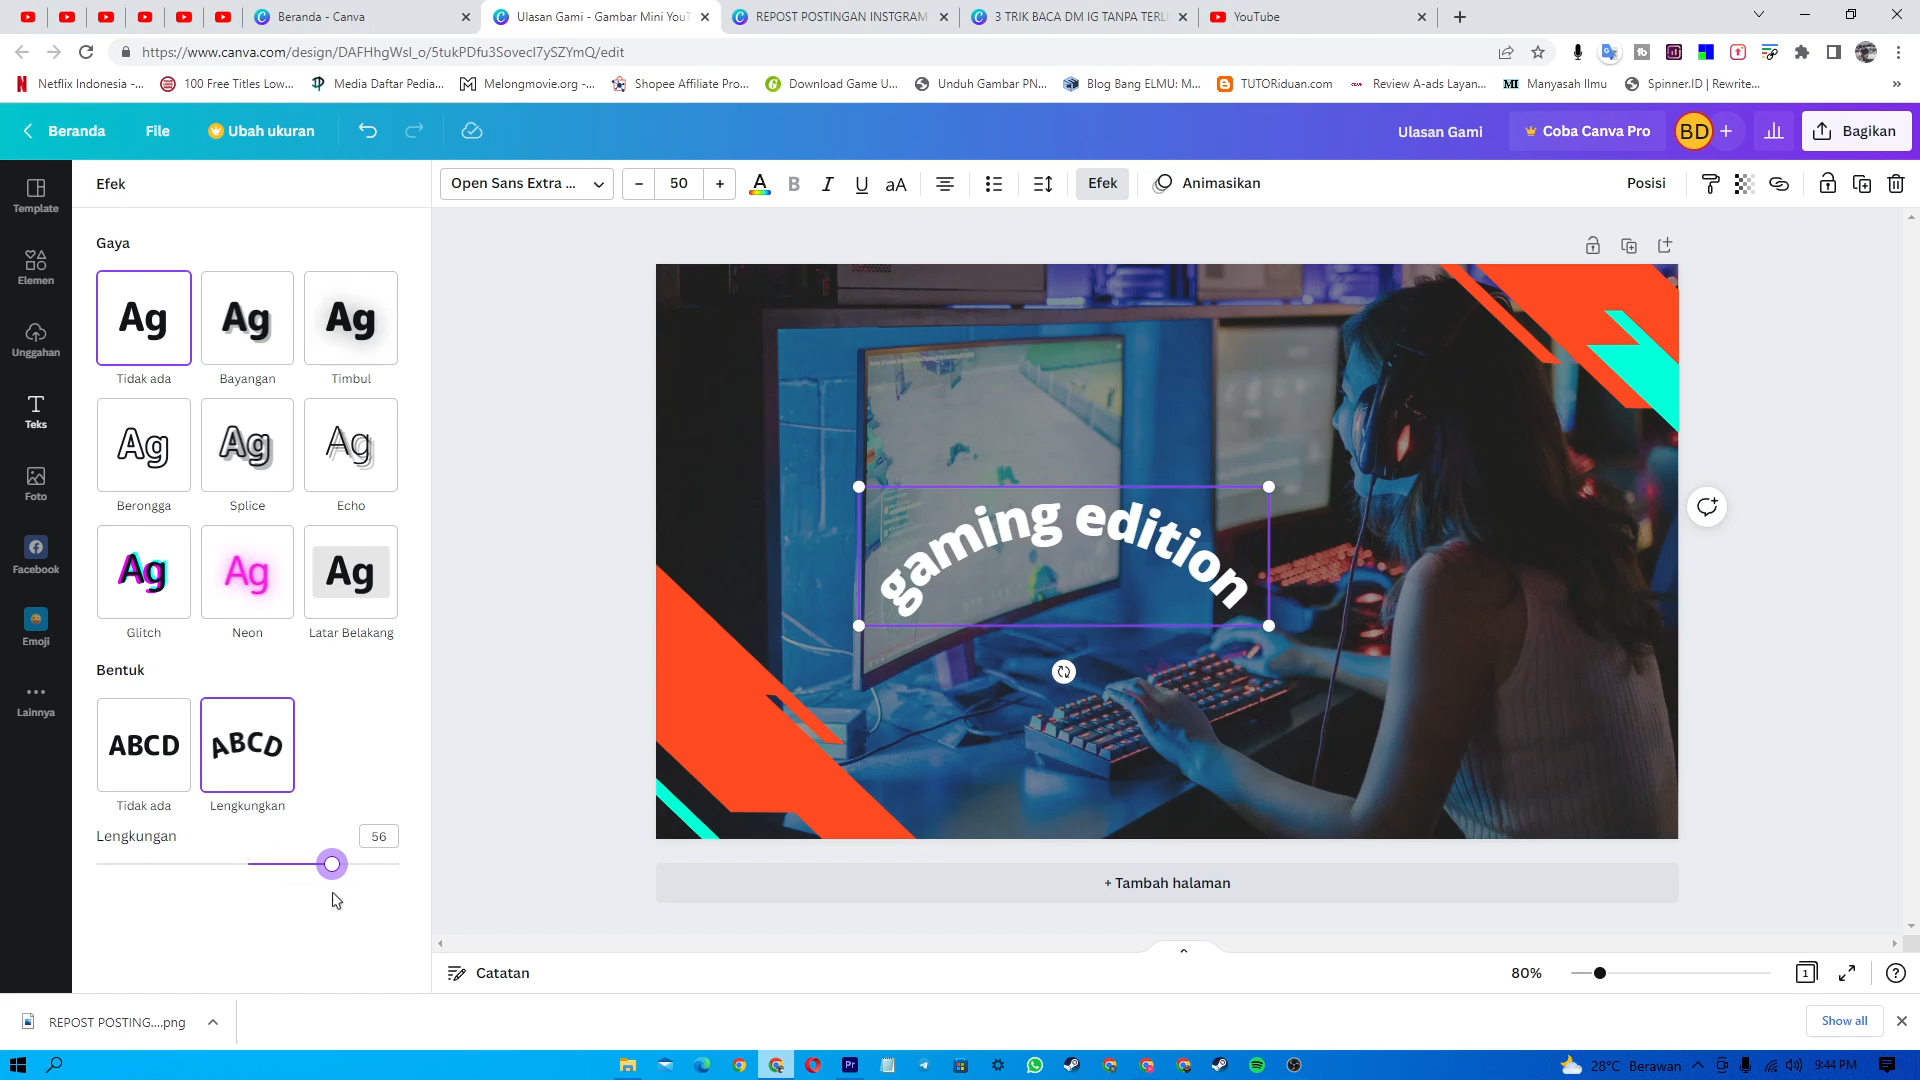 Beranda - Canva
Ulasan Gami - Gambar Mini You
REPOST POSTINGAN INSTGRAM
3 TRIK BACA DM IG TANPA TERLI
YouTube
https://www.canva.com/design/DAFHhgWsI_o/5tukPDfu3SovecI7ySZYmQ/edit
Netflix Indonesia -...
100 Free Titles Low...
Media Daftar Pedia...
Melongmovie.org -...
Shopee Affiliate Pro...
Download Game U...
Unduh Gambar PN...
Blog Bang ELMU: M...
TUTORiduan.com
Review A-ads Layan...
Manyasah Ilmu
Spinner.ID | Rewrite...
Beranda
File
Ubah ukuran
Ulasan Gami
Coba Canva Pro
BD
Bagikan
Efek
Open Sans Extra ...
50
B
I
U
aA
Efek
Animasikan
Posisi
Template
Elemen
Unggahan
Teks
Foto
Facebook
Emoji
Lainnya
Gaya
Ag
Ag
Ag
Tidak ada
Bayangan
Timbul
Ag
Ag
Ag
Berongga
Splice
Echo
Ag
Ag
Ag
Glitch
Neon
Latar Belakang
Bentuk
ABCD
ABCD
Tidak ada
Lengkungkan
Lengkungan
56
gaming edition
+ Tambah halaman
Catatan
80%
1
REPOST POSTING....png
Show all
28°C Berawan
9:44 PM